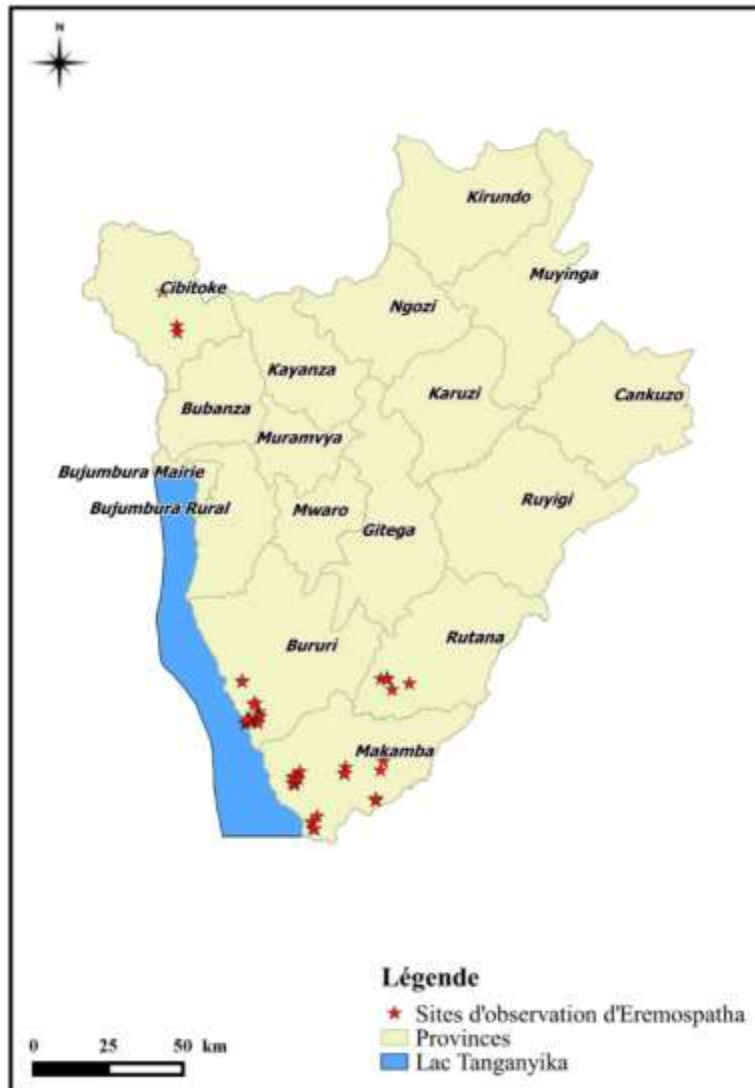 N
Kirundo
Muyinga
Cibitoke
Ngozi
Kayanza
Karuzi
Cankuzo
Bubanza
Muramvya
Bujumbura Mairie
Ruyigi
Bujumbura Rural
Mwaro
Gitega
Rutana
Bururi
Makamba
Légende
Sites d'observation d'Eremospatha
Provinces
Lac Tanganyika
0 25 50 km